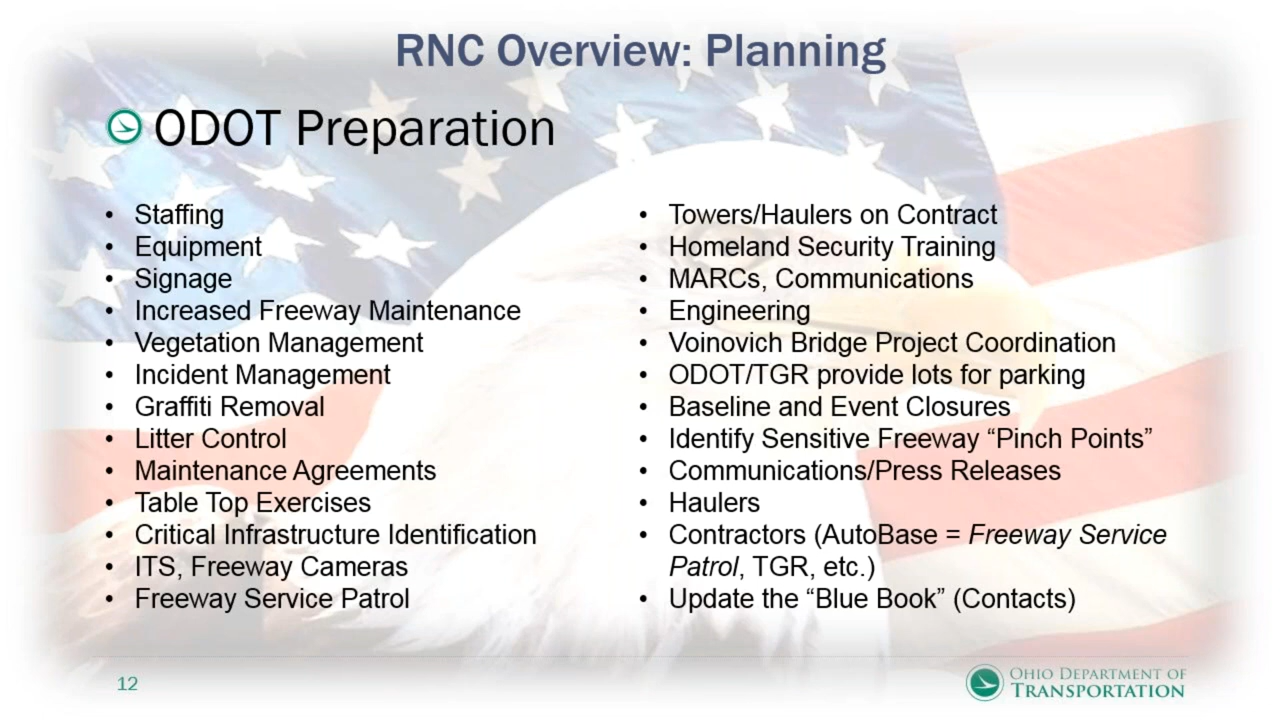 RNC Overview: Planning
ODOT Preparation
• Staffing
• Equipment
• Signage
• Increased Freeway Maintenance
• Vegetation Management
• Incident Management
• Graffiti Removal
• Litter Control
• Maintenance Agreements
• Table Top Exercises
• Critical Infrastructure Identification
• ITS, Freeway Cameras
• Freeway Service Patrol
• Towers/Haulers on Contract
• Homeland Security Training
• MARCs, Communications
• Engineering
• Voinovich Bridge Project Coordination
• ODOT/TGR provide lots for parking
• Baseline and Event Closures
• Identify Sensitive Freeway “Pinch Points”
• Communications/Press Releases
• Haulers
• Contractors (AutoBase = Freeway Service
Patrol, TGR, etc.)
• Update the “Blue Book” (Contacts)
12
OHIO DEPARTMENT OF
TRANSPORTATION